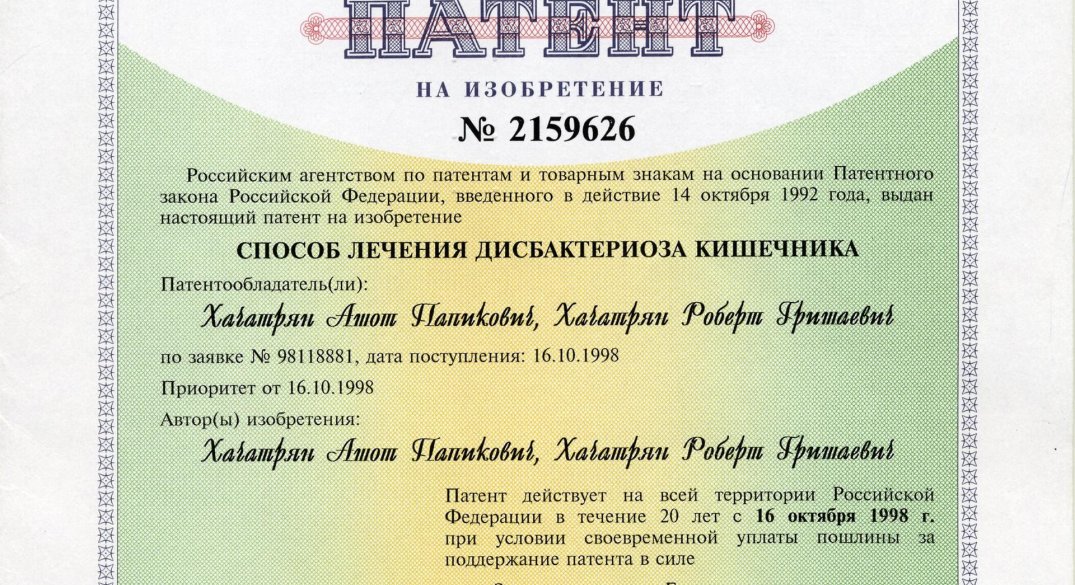 ПАТЕНТ
НА ИЗОБРЕТЕНИЕ
№ 2159626
Российским агентством по патентам и товарным знакам на основании Патентного
закона Российской Федерации, введенного в действие 14 октября 1992 года, выдан
настоящий патент на изобретение
СПОСОБ ЛЕЧЕНИЯ ДИСБАКТЕРИОЗА КИШЕЧНИКА
Патентообладатель(ли):
Хачатрян Ашот Папикович, Хачатрян Роберт Гришаевич
по заявке № 98118881, дата поступления: 16.10.1998
Приоритет от 16.10.1998
Автор(ы) изобретения:
Хачатрян Ашот Папикович, Хачатрян Роберт Гришаевич
Патент действует на всей территории Российской
Федерации в течение 20 лет с 16 октября 1998 г.
при условии своевременной уплаты пошлины за
поддержание патента в силе